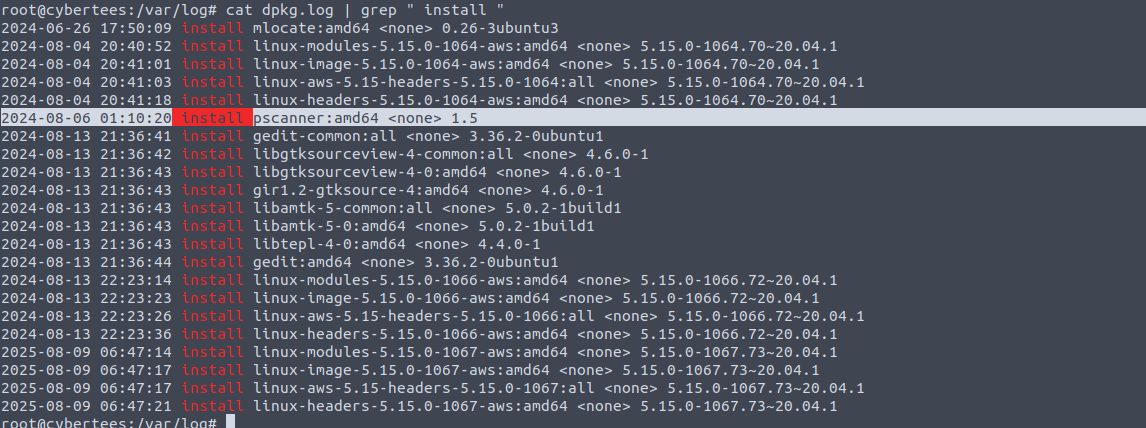 root@cybertees:/var/log# cat dpkg.log | grep " install "
2024-06-26 17:50:09 install mlocate:amd64 <none> 0.26-3ubuntu3
2024-08-04 20:40:52 install linux-modules-5.15.0-1064-aws:amd64 <none> 5.15.0-1064.70~20.04.1
2024-08-04 20:41:01 install linux-image-5.15.0-1064-aws:amd64 <none> 5.15.0-1064.70~20.04.1
2024-08-04 20:41:03 install linux-aws-5.15-headers-5.15.0-1064:all <none> 5.15.0-1064.70~20.04.1
2024-08-04 20:41:18 install linux-headers-5.15.0-1064-aws:amd64 <none> 5.15.0-1064.70~20.04.1
2024-08-06 01:10:20 install pscanner:amd64 <none> 1.5
2024-08-13 21:36:41 install gedit-common:all <none> 3.36.2-0ubuntu1
2024-08-13 21:36:42 install libgtksourceview-4-common:all <none> 4.6.0-1
2024-08-13 21:36:43 install libgtksourceview-4-0:amd64 <none> 4.6.0-1
2024-08-13 21:36:43 install gir1.2-gtksource-4:amd64 <none> 4.6.0-1
2024-08-13 21:36:43 install libamtk-5-common:all <none> 5.0.2-1build1
2024-08-13 21:36:43 install libamtk-5-0:amd64 <none> 5.0.2-1build1
2024-08-13 21:36:43 install libtepl-4-0:amd64 <none> 4.4.0-1
2024-08-13 21:36:44 install gedit:amd64 <none> 3.36.2-0ubuntu1
2024-08-13 22:23:14 install linux-modules-5.15.0-1066-aws:amd64 <none> 5.15.0-1066.72~20.04.1
2024-08-13 22:23:23 install linux-image-5.15.0-1066-aws:amd64 <none> 5.15.0-1066.72~20.04.1
2024-08-13 22:23:26 install linux-aws-5.15-headers-5.15.0-1066:all <none> 5.15.0-1066.72~20.04.1
2024-08-13 22:23:36 install linux-headers-5.15.0-1066-aws:amd64 <none> 5.15.0-1066.72~20.04.1
2025-08-09 06:47:14 install linux-modules-5.15.0-1067-aws:amd64 <none> 5.15.0-1067.73~20.04.1
2025-08-09 06:47:17 install linux-image-5.15.0-1067-aws:amd64 <none> 5.15.0-1067.73~20.04.1
2025-08-09 06:47:17 install linux-aws-5.15-headers-5.15.0-1067:all <none> 5.15.0-1067.73~20.04.1
2025-08-09 06:47:21 install linux-headers-5.15.0-1067-aws:amd64 <none> 5.15.0-1067.73~20.04.1
root@cybertees:/var/log#